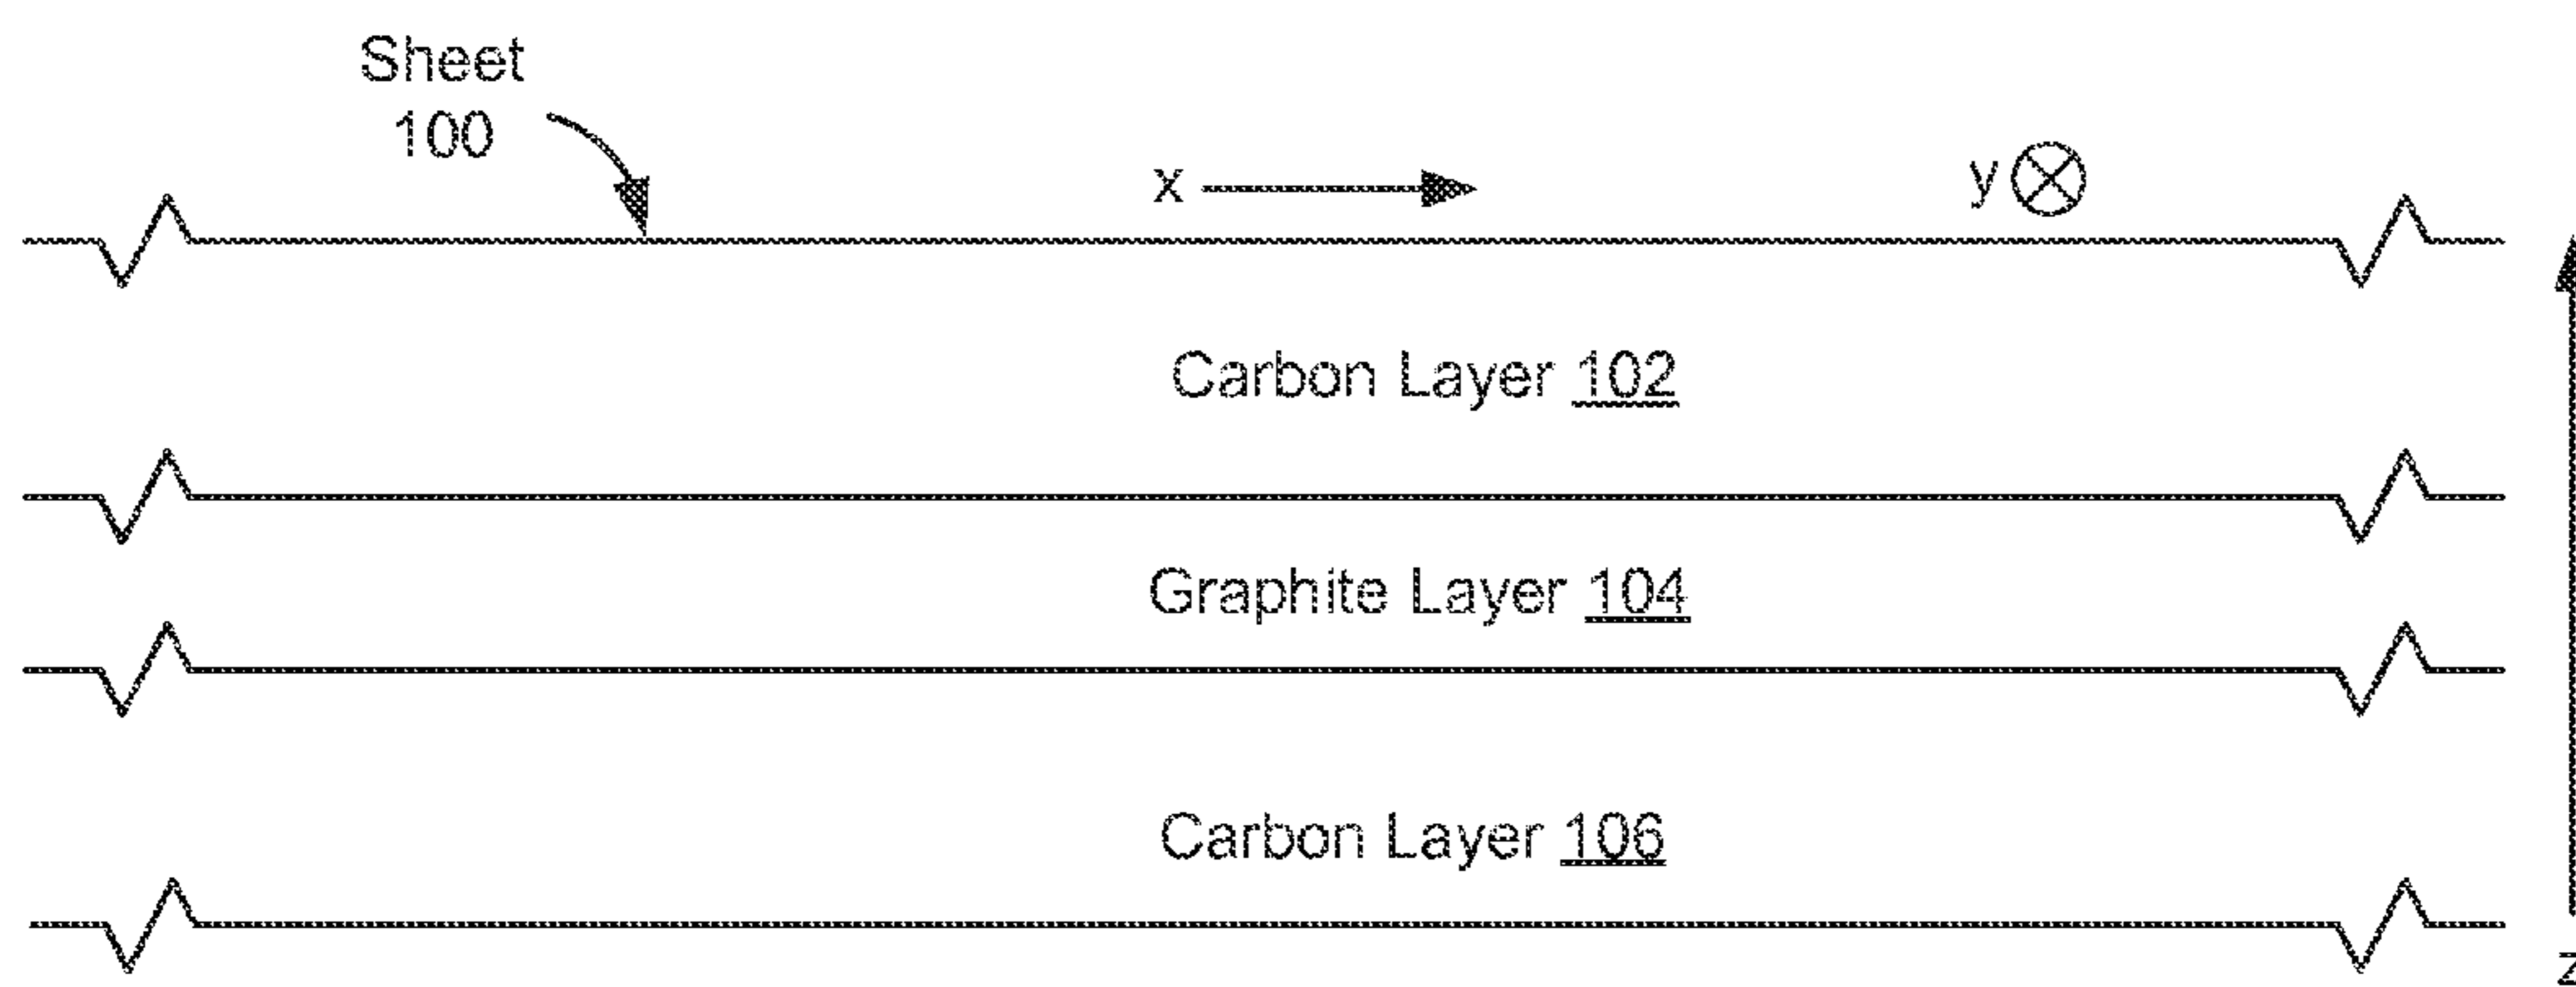 Sheet
100
x
y
Carbon Layer 102
Graphite Layer 104
Carbon Layer 106
z